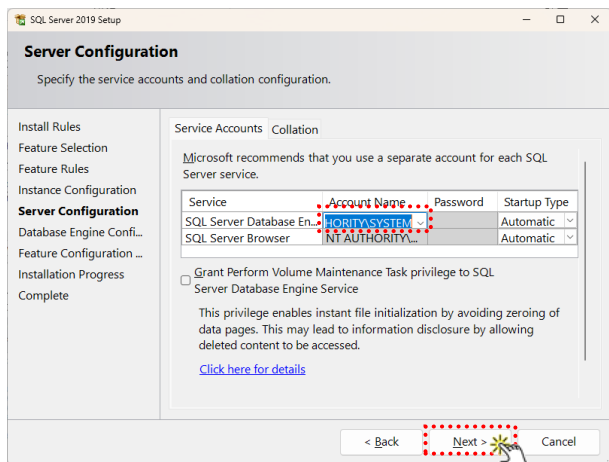 SQL Server 2019 Setup
Server Configuration
Specify the service accounts and collation configuration.
Install Rules
Feature Selection
Feature Rules
Instance Configuration
Server Configuration
Database Engine Confi...
Feature Configuration ...
Installation Progress
Complete
Service Accounts Collation
Microsoft recommends that you use a separate account for each SQL
Server service.
Service Account Name Password Startup Type
SQL Server Database En... HORITY\SYSTEM Automatic
SQL Server Browser NT AUTHORITY\... Automatic
Grant Perform Volume Maintenance Task privilege to SQL
Server Database Engine Service
This privilege enables instant file initialization by avoiding zeroing of
data pages. This may lead to information disclosure by allowing
deleted content to be accessed.
Click here for details
< Back Next > Cancel